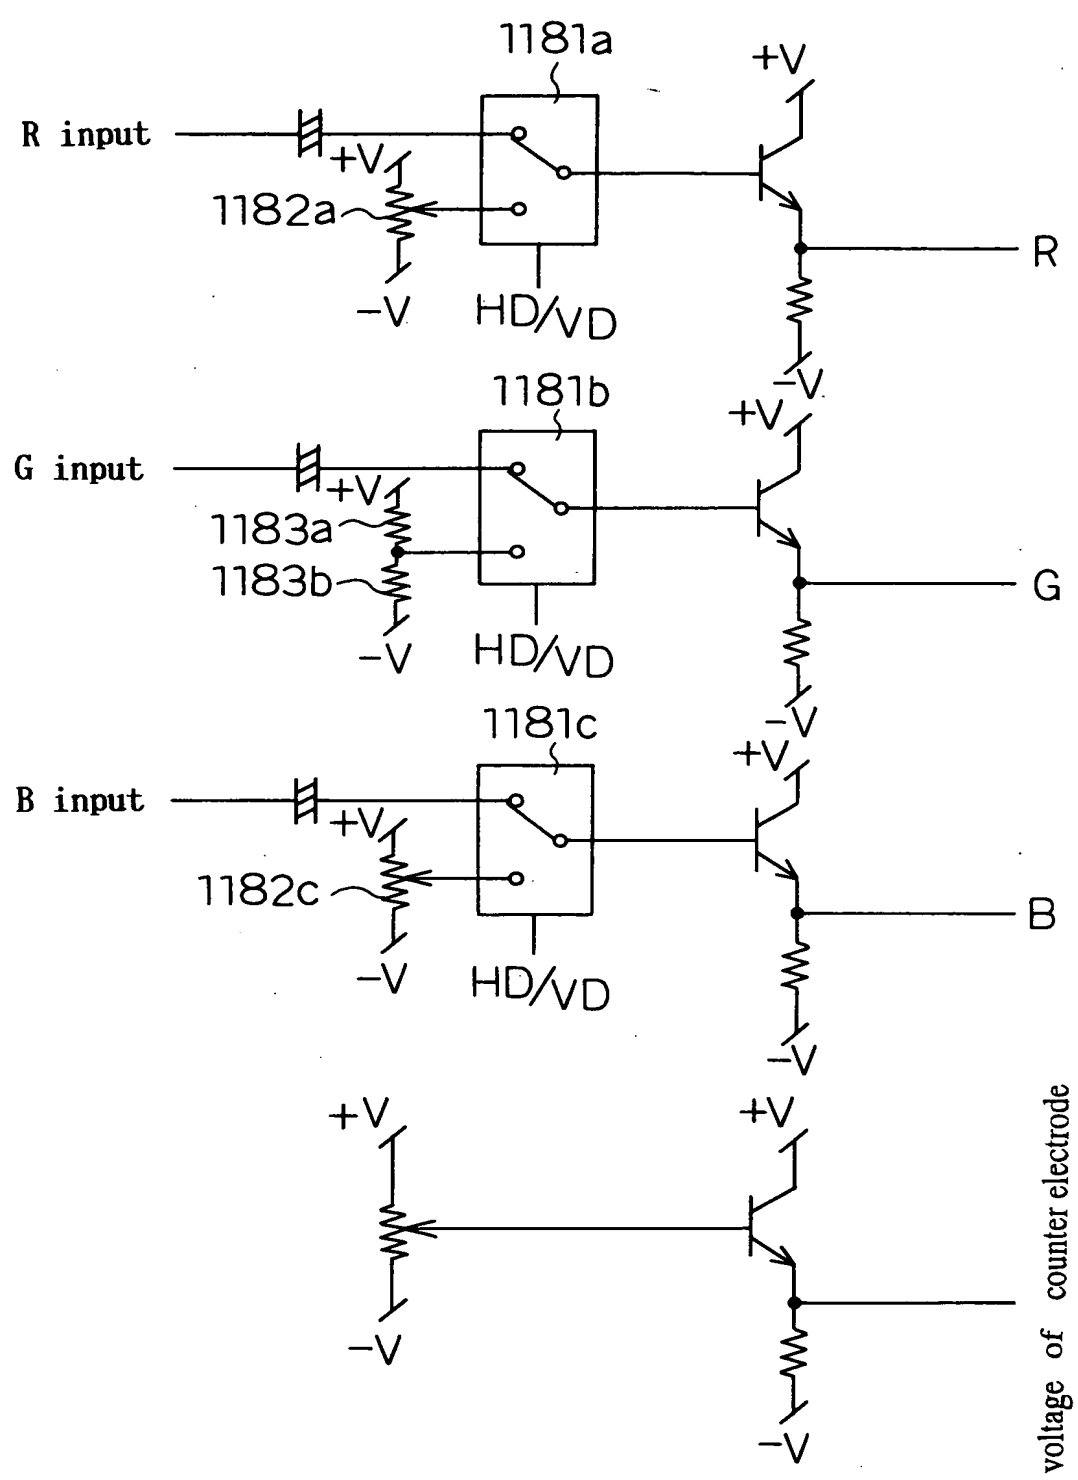 1181a
+V
R input
+V
1182a
R
-V
HD/VD
-V
1181b
+V
G input
+V
1183a
1183b
G
-V
HD/VD
-V
1181c
+V
B input
+V
1182c
B
-V
HD/VD
-V
+V
+V
voltage of counter electrode
-V
-V